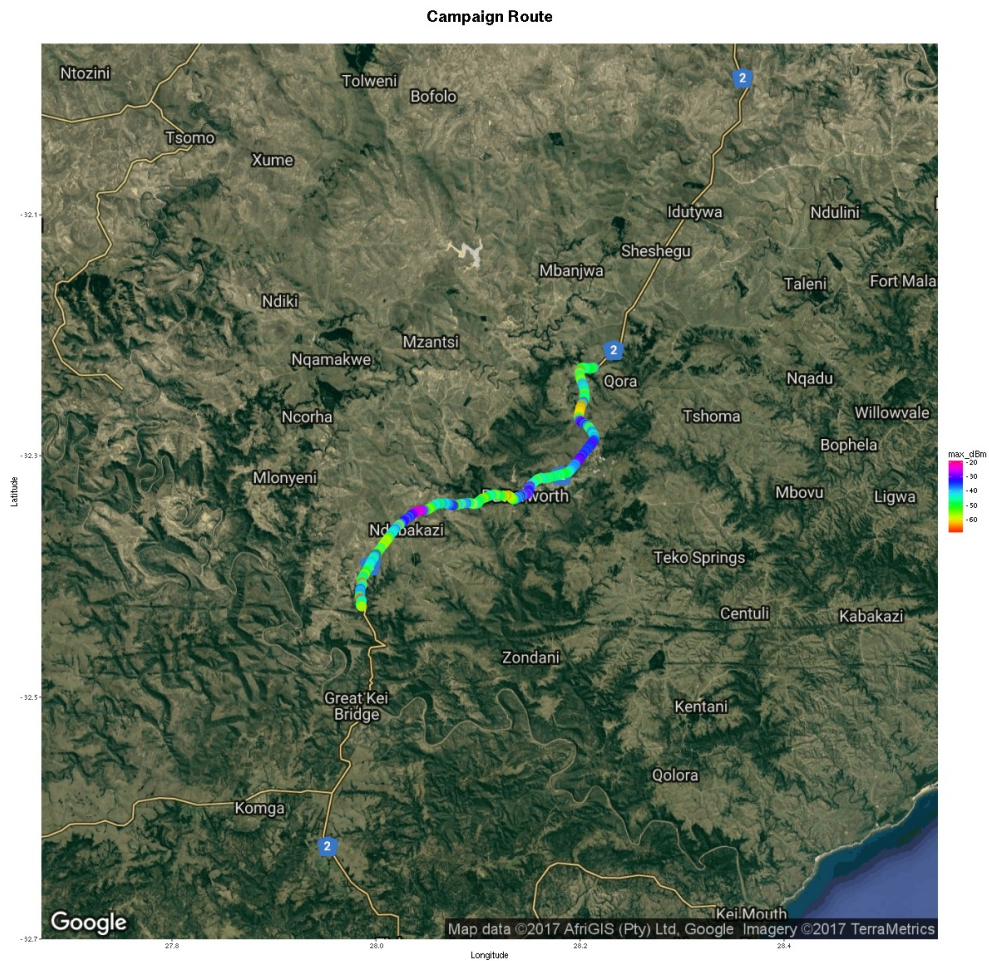 Campaign Route
Ntozini
Tolweni
Bofolo
2
Tsomo
Xume
-32.1
Idutywa
Ndulini
Sheshegu
Mbanjwa
Taleni
Fort Mala
Ndiki
Mzantsi
2
Nqamakwe
Qora
Nqadu
Ncorha
Tshoma
Willowvale
Bophela
-32.3
max_dBm
-20
-30
-40
-50
-60
Mlonyeni
Mbovu
Ligwa
worth
Latitude
Nd bakazi
Teko Springs
Centuli
Kabakazi
Zondani
-32.5
Great Kei
Bridge
Kentani
Qolora
Komga
2
Kei Mouth
Google
Map data ©2017 AfriGIS (Pty) Ltd, Google Imagery ©2017 TerraMetrics
-32.7
27.8
28.0
28.2
28.4
Longitude